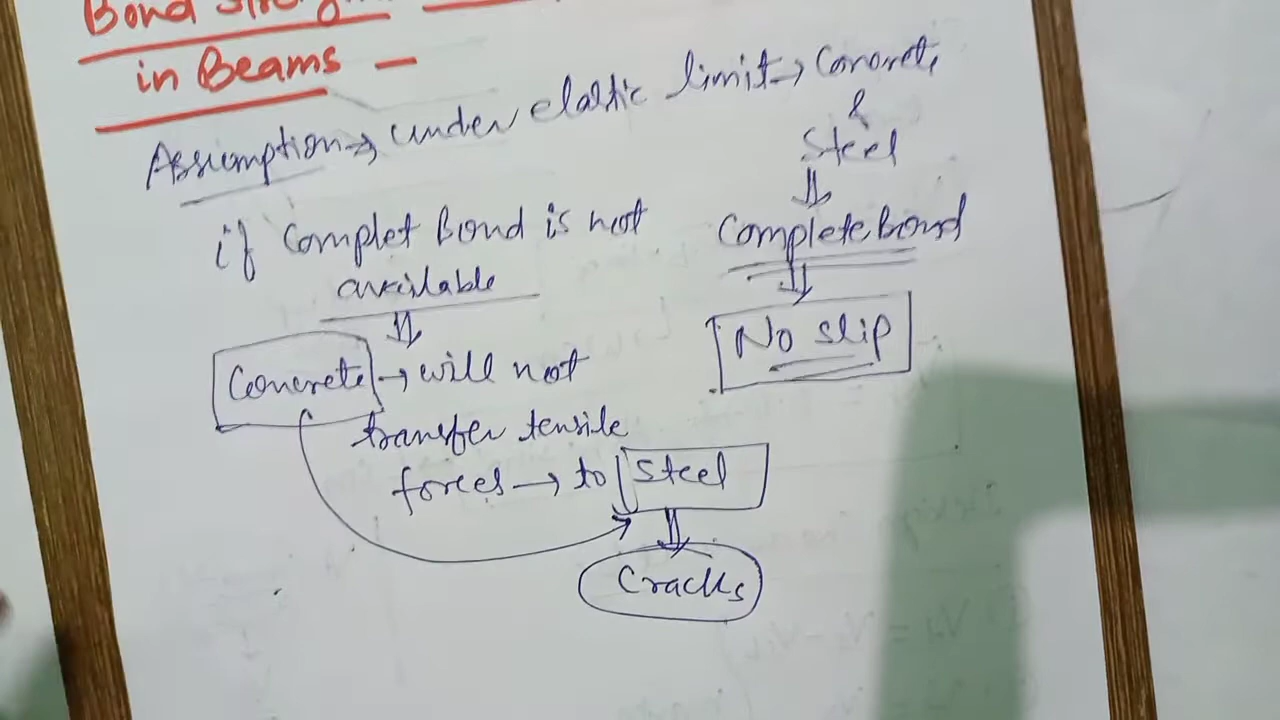 Bond
in Beams -
Assumption → under elastic limit → Concrete
&
Steel
⇓
Complete bond
⇓
No slip
if Complet Bond is not
available
⇓
Concrete → will not
transfer tensile
forces → to Steel
⇓
Cracks